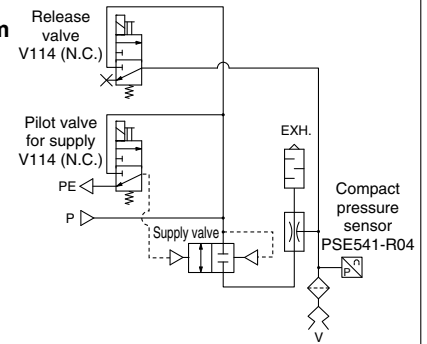 m
Release
valve
V114 (N.C.)
Pilot valve
for supply
V114 (N.C.)
PE
P
Supply valve
EXH.
Compact
pressure
sensor
PSE541-R04
P
V